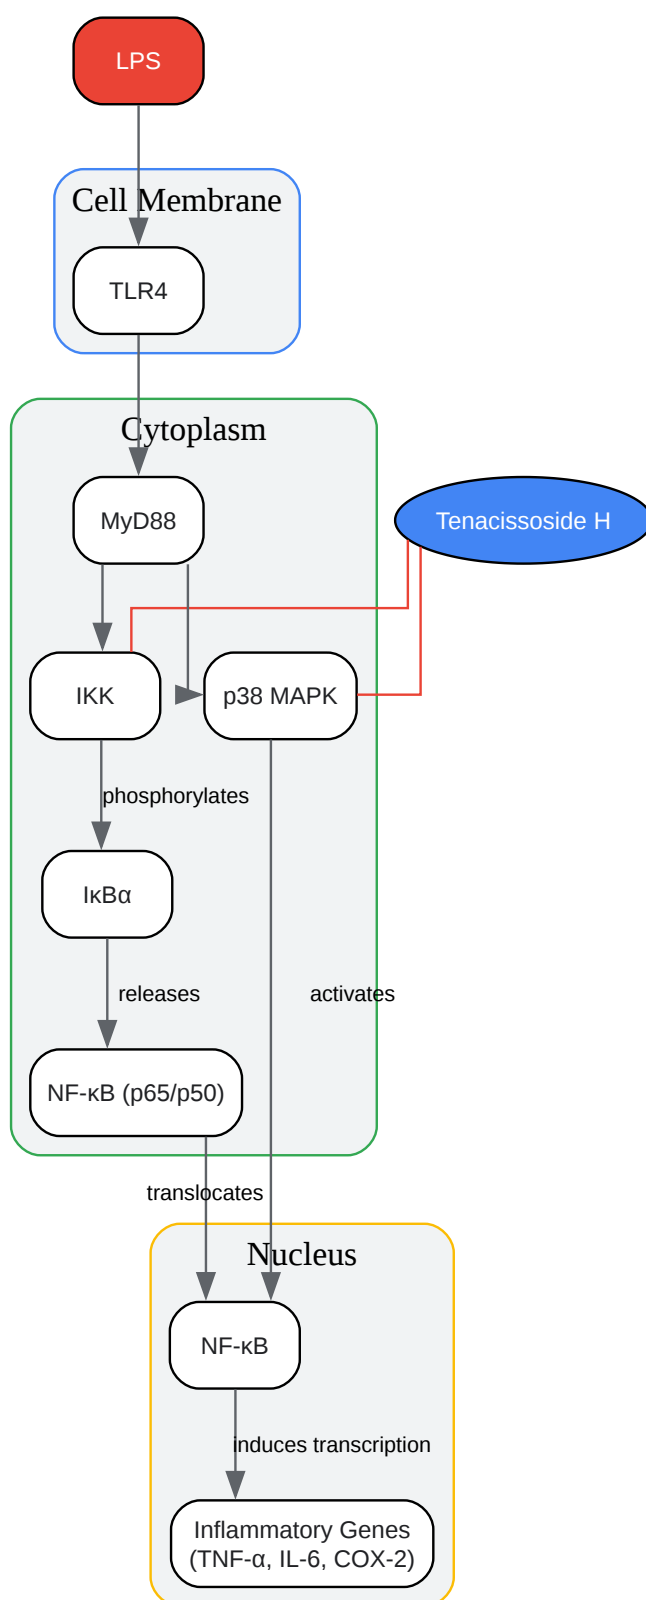 LPS
Cell Membrane
TLR4
Cytoplasm
MyD88
Tenacissoside H
IKK
p38 MAPK
phosphorylates
IκBα
releases
activates
NF-κB (p65/p50)
translocates
Nucleus
NF-κB
induces transcription
Inflammatory Genes
(TNF-α, IL-6, COX-2)